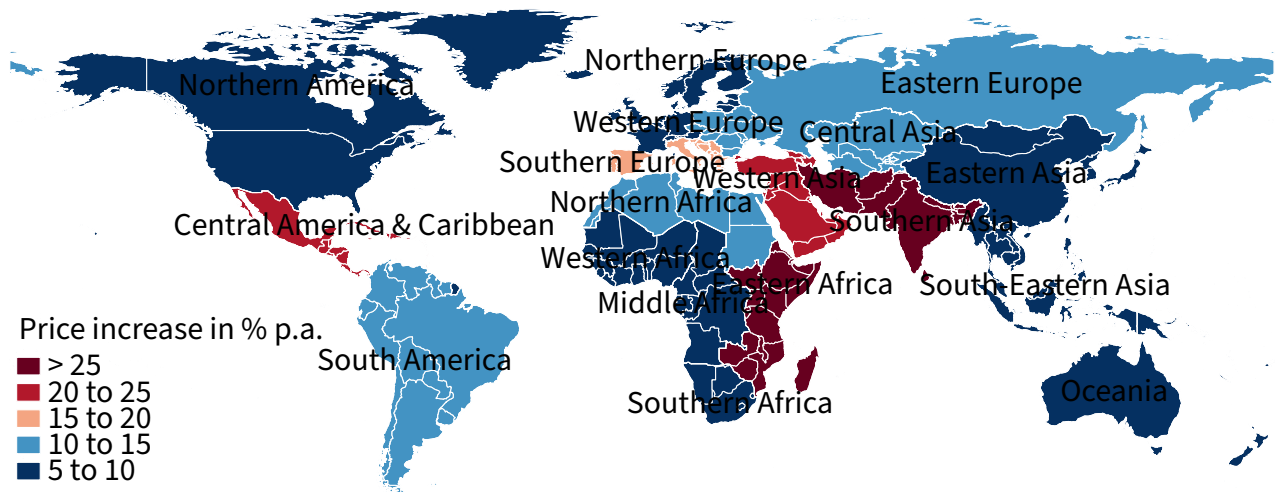 Northern Europe
Northern America
Eastern Europe
Western Europe
Central Asia
Southern Europe
Western Asia
Eastern Asia
Northern Africa
Central America & Caribbean
Southern Asia
Western Africa
Eastern Africa
South-Eastern Asia
Middle Africa
South America
Oceania
Southern Africa
Price increase in % p.a.
> 25
20 to 25
15 to 20
10 to 15
5 to 10